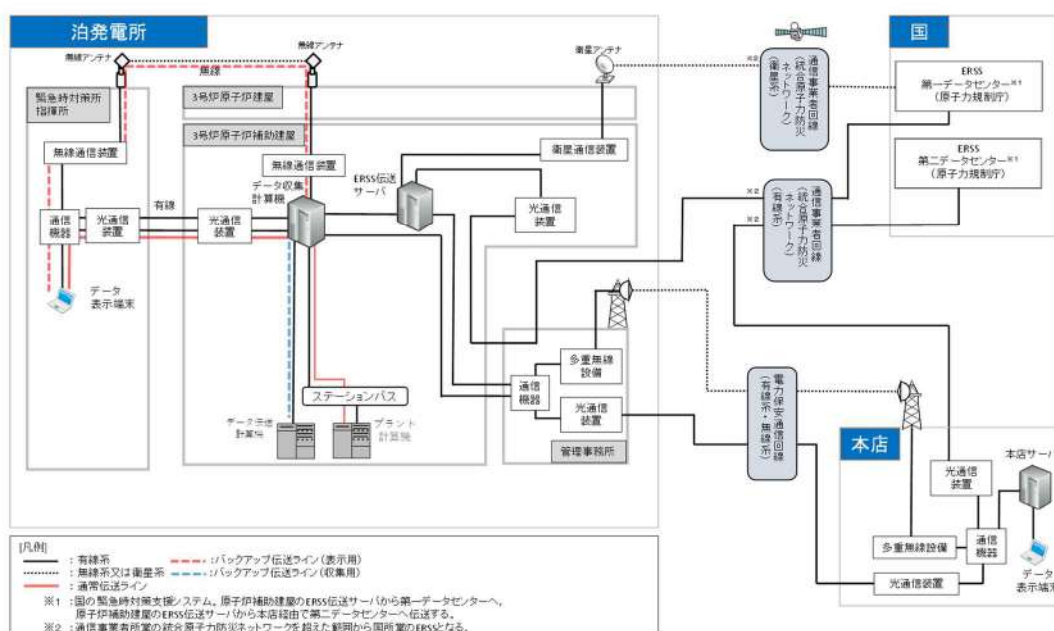 泊発電所
無線アンテナ
無線アンテナ
無線
衛星アンテナ
緊急時対策所
指揮所
3号炉原子炉建屋
3号炉原子炉補助建屋
無線通信装置
無線通信装置
データ収集
計算機
ERSS伝送
サーバ
衛星通信装置
光通信
装置
通信
機器
光通信
装置
有線
光通信
装置
データ
表示端末
ステーションバス
プラント
計算機
通信
機器
多重無線
設備
光通信
装置
管理事務所
※2
通信事業者回線
(統合原子力防災
ネットワーク)
(衛星系)
※2
※2
通信事業者回線
(統合原子力防災
ネットワーク)
(有線系)
電力保安通信回線
(有線系・無線系)
国
ERSS
第一データセンター※1
(原子力規制庁)
ERSS
第二データセンター※1
(原子力規制庁)
本店
光通信
装置
本店サーバ
多重無線設備
通信
機器
光通信装置
データ
表示端末
[凡例]
:有線系
:バックアップ伝送ライン(表示用)
:無線系又は衛星系
:バックアップ伝送ライン(収集用)
:通常伝送ライン
※1 :国の緊急時対策支援システム。原子炉補助建屋のERSS伝送サーバから第一データセンターへ,
原子炉補助建屋のERSS伝送サーバから本店経由で第二データセンターへ伝送する。
※2 :通信事業者所掌の統合原子力防災ネットワークを超えた範囲から国所掌のERSSとなる。